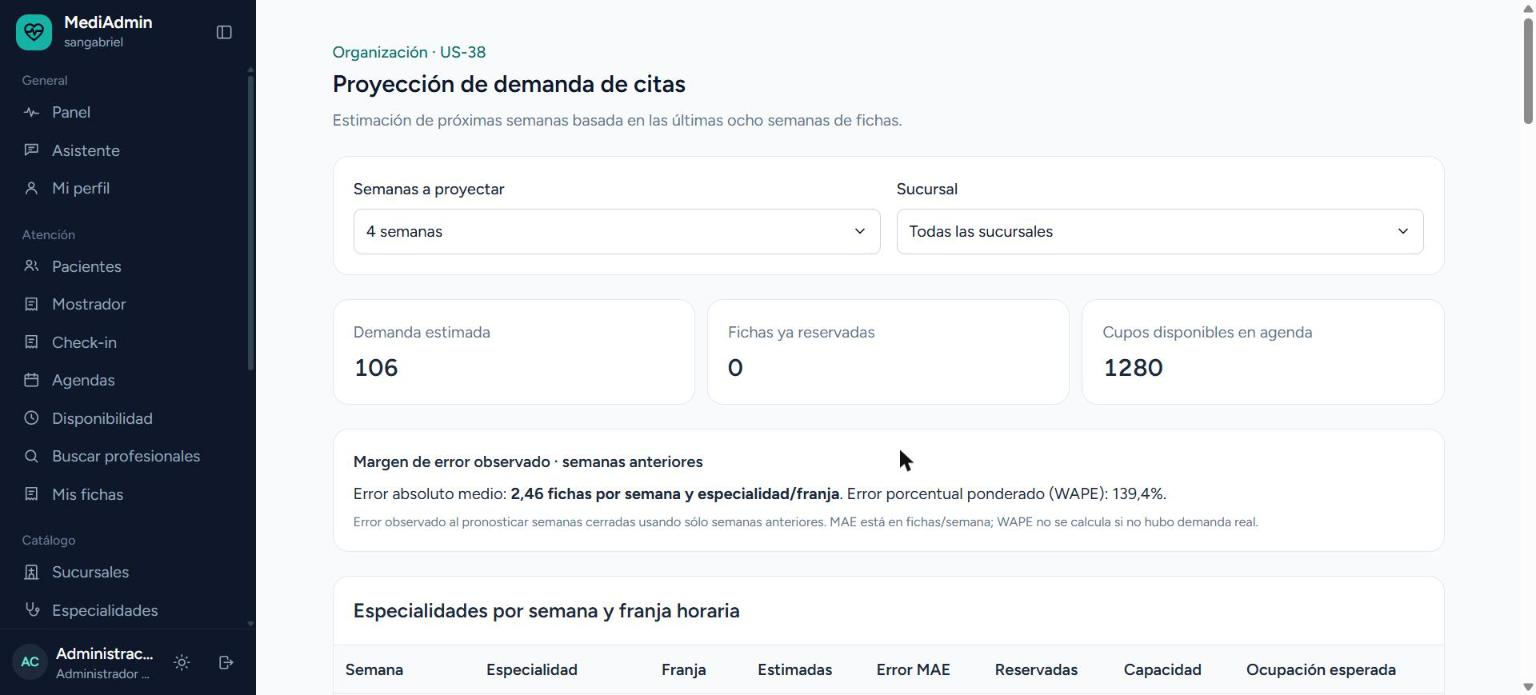 MediAdmin
sangabriel
General
Panel
Asistente
Mi perfil
Atención
Pacientes
Mostrador
Check-in
Agendas
Disponibilidad
Buscar profesionales
Mis fichas
Catálogo
Sucursales
Especialidades
AC
Administrac...
Administrador ...
Organización · US-38
Proyección de demanda de citas
Estimación de próximas semanas basada en las últimas ocho semanas de fichas.
Semanas a proyectar
4 semanas
Sucursal
Todas las sucursales
Demanda estimada
106
Fichas ya reservadas
0
Cupos disponibles en agenda
1280
Margen de error observado · semanas anteriores
Error absoluto medio: 2,46 fichas por semana y especialidad/franja. Error porcentual ponderado (WAPE): 139,4%.
Error observado al pronosticar semanas cerradas usando sólo semanas anteriores. MAE está en fichas/semana; WAPE no se calcula si no hubo demanda real.
Especialidades por semana y franja horaria
Semana Especialidad Franja Estimadas Error MAE Reservadas Capacidad Ocupación esperada